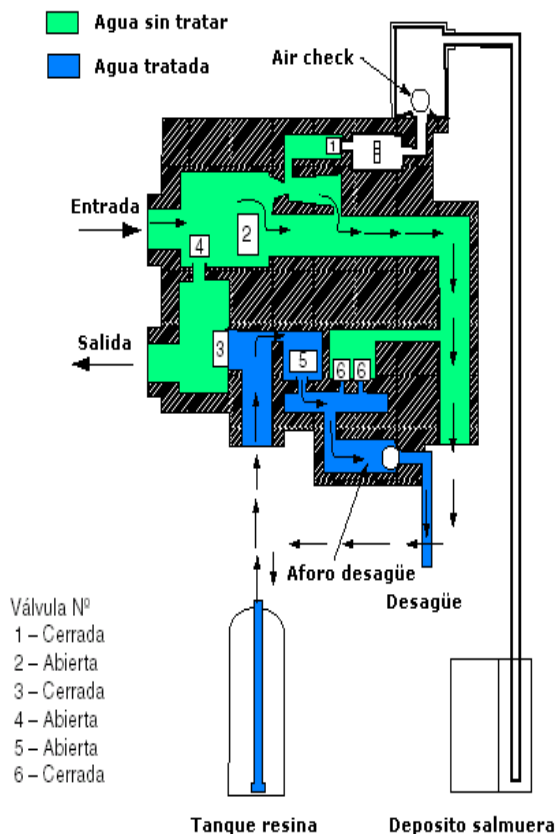 Agua sin tratar
Agua tratada
Air check
1
Entrada
2
4
Salida
3
5
6
6
Aforo desagüe
Desagüe
Válvula Nº
1 – Cerrada
2 – Abierta
3 – Cerrada
4 – Abierta
5 – Abierta
6 – Cerrada
Tanque resina
Deposito salmuera